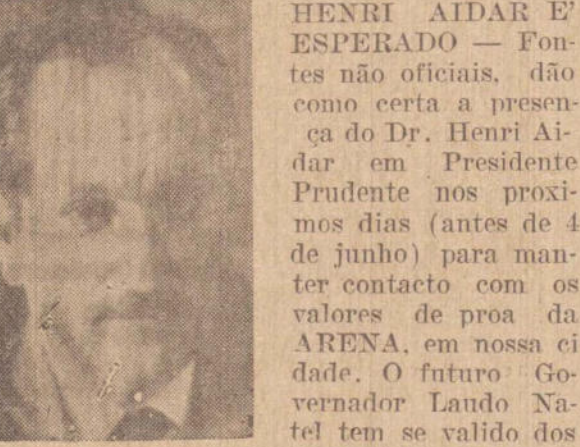 HENRI AIDAR E'
ESPERADO — Fon-
tes não oficiais, dão
como certa a presen-
ça do Dr. Henri Ai-
dar em Presidente
Prudente nos proxi-
mos dias (antes de 4
de junho) para man-
ter contacto com os
valores de proa da
ARENA, em nossa ci
dade. O futuro Go-
vernador Laudo Na-
tel tem se valido dos